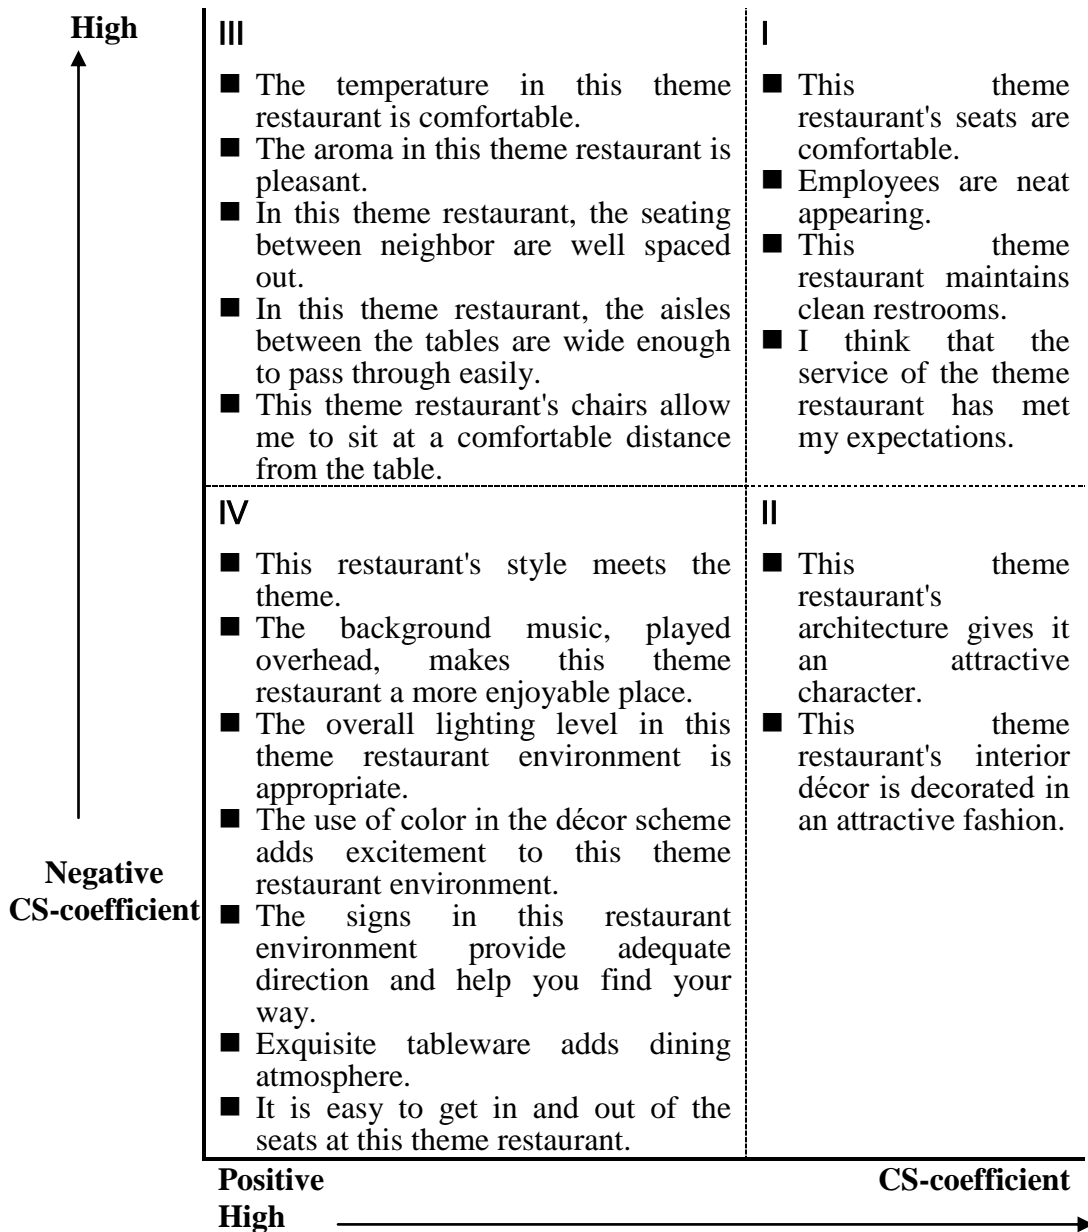 High
III
■ The temperature in this theme
restaurant is comfortable.
■ The aroma in this theme restaurant is
pleasant.
■ In this theme restaurant, the seating
between neighbor are well spaced
out.
■ In this theme restaurant, the aisles
between the tables are wide enough
to pass through easily.
■ This theme restaurant's chairs allow
me to sit at a comfortable distance
from the table.
I
■ This theme
restaurant's seats are
comfortable.
■ Employees are neat
appearing.
■ This theme
restaurant maintains
clean restrooms.
■ I think that the
service of the theme
restaurant has met
my expectations.
Negative
CS-coefficient
IV
■ This restaurant's style meets the
theme.
■ The background music, played
overhead, makes this theme
restaurant a more enjoyable place.
■ The overall lighting level in this
theme restaurant environment is
appropriate.
■ The use of color in the décor scheme
adds excitement to this theme
restaurant environment.
■ The signs in this restaurant
environment provide adequate
direction and help you find your
way.
■ Exquisite tableware adds dining
atmosphere.
■ It is easy to get in and out of the
seats at this theme restaurant.
II
■ This theme
restaurant's
architecture gives it
an attractive
character.
■ This theme
restaurant's interior
décor is decorated in
an attractive fashion.
Positive CS-coefficient
High